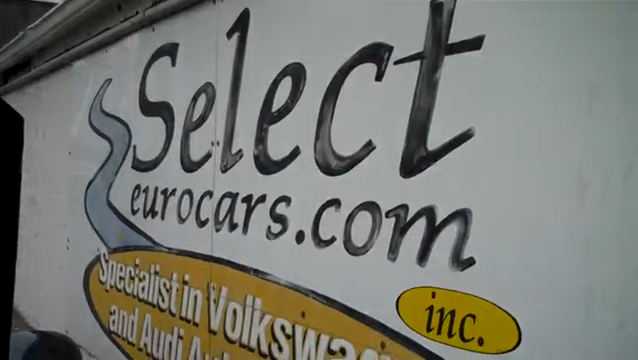 Select
eurocars.com
inc.
Specialist in
and Audi